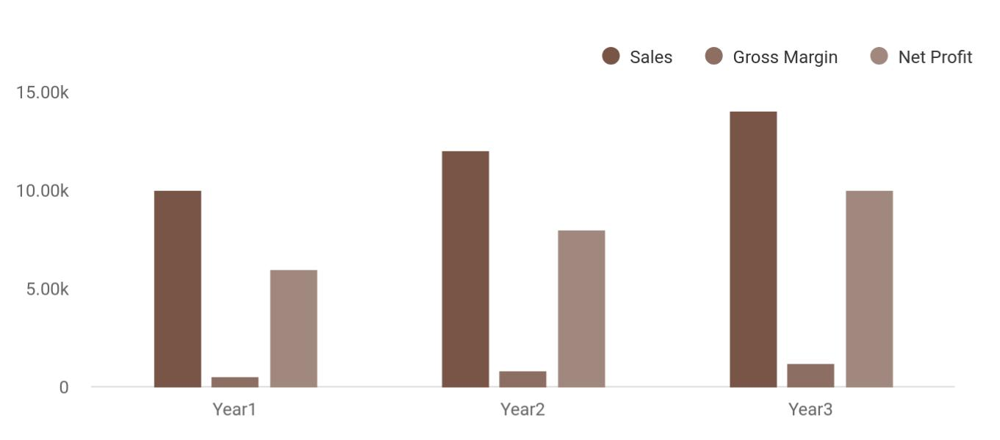 Sales Gross Margin Net Profit
15.00k
10.00k
5.00k
0
Year1 Year2 Year3